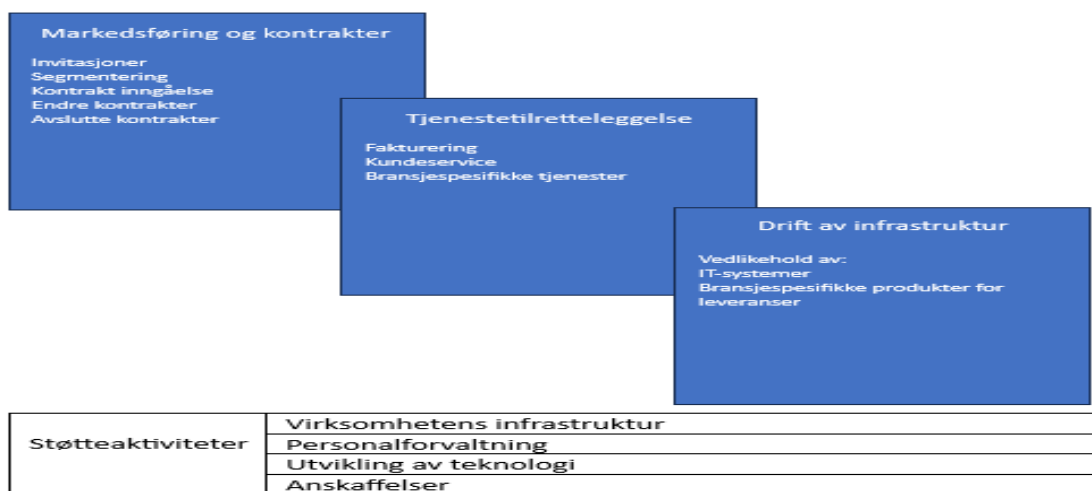 Markedsføring og kontrakter
Invitasjoner
Segmentering
Kontrakt inngåelse
Endre kontrakter
Avslutte kontrakter
Tjenestetilretteleggelse
Fakturering
Kundeservice
Bransjespesifikke tjenester
Drift av infrastruktur
Vedlikehold av:
IT-systemer
Bransjespesifikke produkter for
leveranser
Støtteaktiviteter
Virksomhetens infrastruktur
Personalforvaltning
Utvikling av teknologi
Anskaffelser